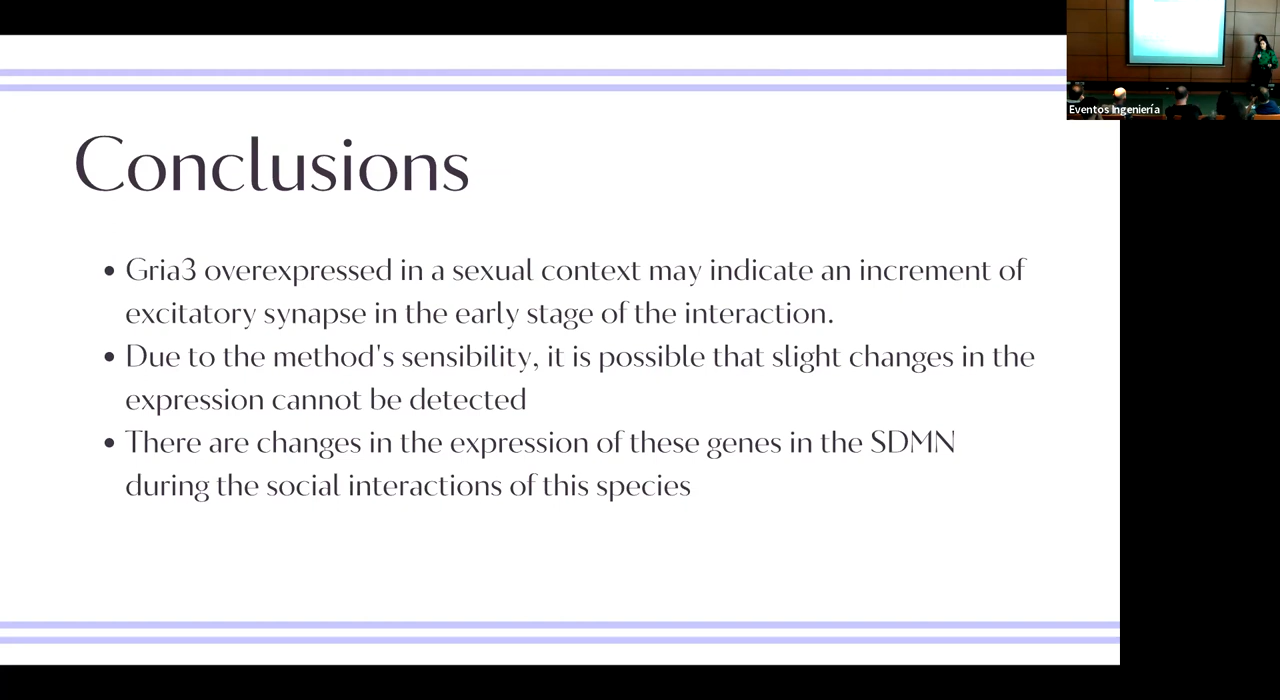 Eventos Ingeniería
Conclusions
• Gria3 overexpressed in a sexual context may indicate an increment of
excitatory synapse in the early stage of the interaction.
• Due to the method's sensibility, it is possible that slight changes in the
expression cannot be detected
• There are changes in the expression of these genes in the SDMN
during the social interactions of this species